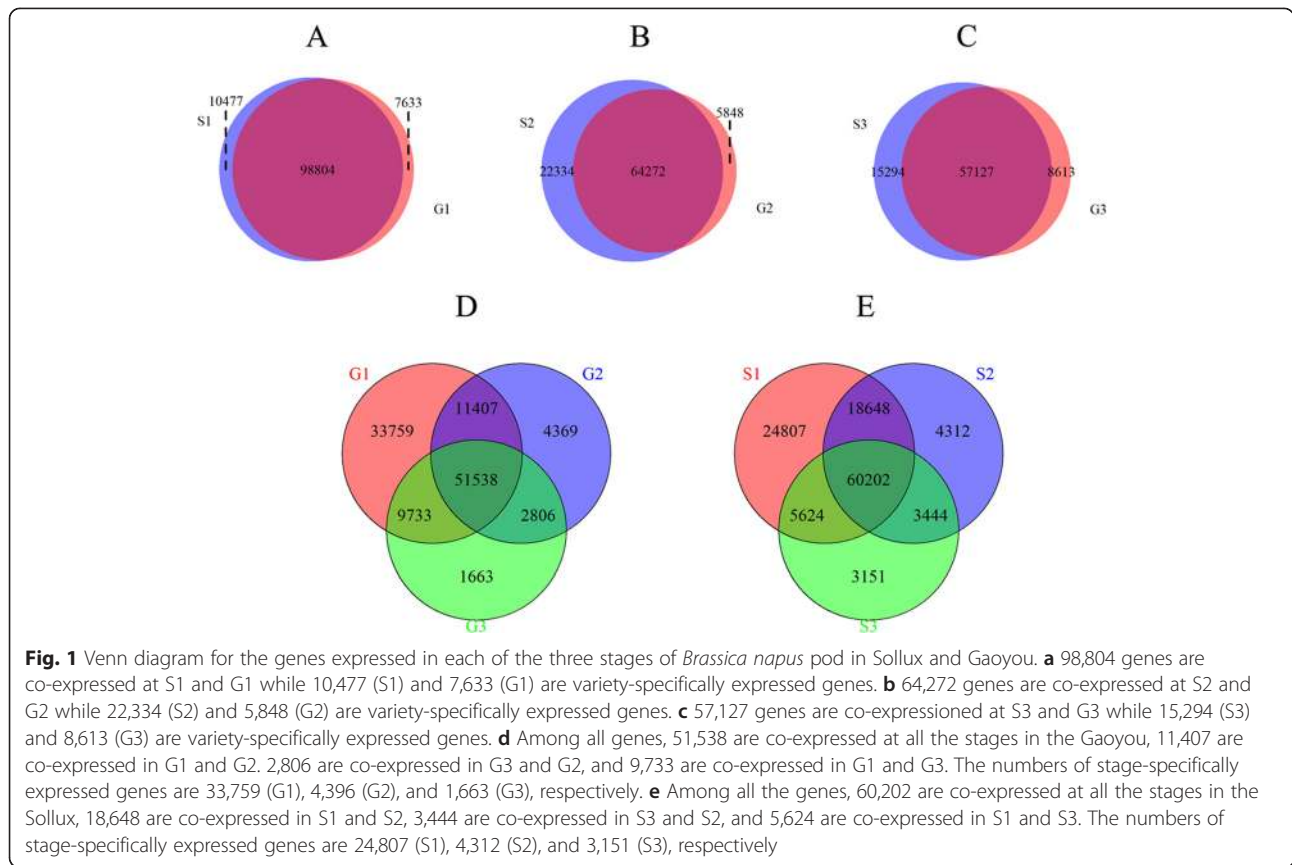 A
B
C
10477
7633
S1
98804
G1
S2
5848
22334
64272
G2
S3
15294
57127
8613
G3
D
E
G1
G2
11407
33759
4369
51538
9733
2806
1663
G3
S1
S2
18648
24807
4312
60202
5624
3444
3151
S3
Fig. 1 Venn diagram for the genes expressed in each of the three stages of Brassica napus pod in Sollux and Gaoyou. a 98,804 genes are
co-expressed at S1 and G1 while 10,477 (S1) and 7,633 (G1) are variety-specifically expressed genes. b 64,272 genes are co-expressed at S2 and
G2 while 22,334 (S2) and 5,848 (G2) are variety-specifically expressed genes. c 57,127 genes are co-expressioned at S3 and G3 while 15,294 (S3)
and 8,613 (G3) are variety-specifically expressed genes. d Among all genes, 51,538 are co-expressed at all the stages in the Gaoyou, 11,407 are
co-expressed in G1 and G2. 2,806 are co-expressed in G3 and G2, and 9,733 are co-expressed in G1 and G3. The numbers of stage-specifically
expressed genes are 33,759 (G1), 4,396 (G2), and 1,663 (G3), respectively. e Among all the genes, 60,202 are co-expressed at all the stages in the
Sollux, 18,648 are co-expressed in S1 and S2, 3,444 are co-expressed in S3 and S2, and 5,624 are co-expressed in S1 and S3. The numbers of
stage-specifically expressed genes are 24,807 (S1), 4,312 (S2), and 3,151 (S3), respectively